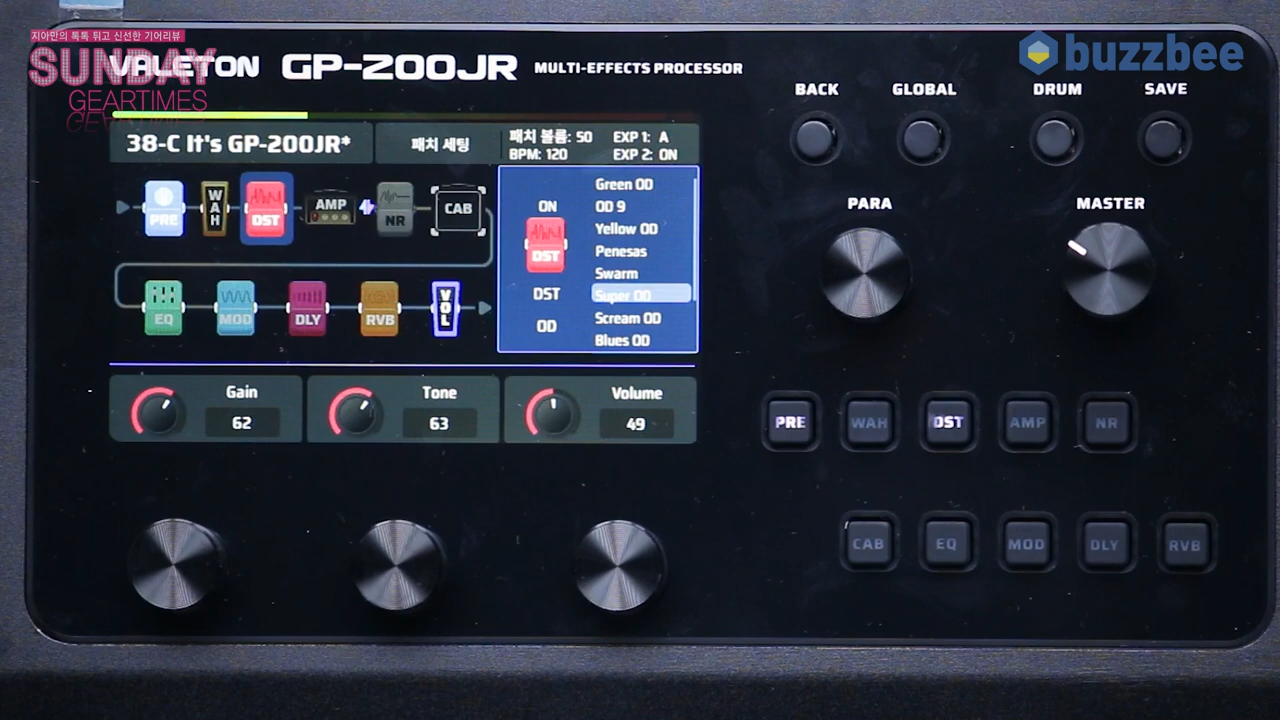 지아만의 톡톡 튀고 신선한 기어리뷰
SUNDAY
GEARTIMES
VALETON GP-200JR MULTI-EFFECTS PROCESSOR
buzzbee
BACK GLOBAL DRUM SAVE
38-C It's GP-200JR* 패치 세팅 패치 볼륨: 50 EXP 1: A
BPM: 120 EXP 2: ON
PRE WAH DST AMP NR CAB
EQ MOD DLY RVB VOL
ON
DST
DST
OD
Green OD
OD 9
Yellow OD
Penesas
Swarm
Super OD
Scream OD
Blues OD
Gain Tone Volume
62 63 49
PARA MASTER
PRE WAH DST AMP NR
CAB EQ MOD DLY RVB